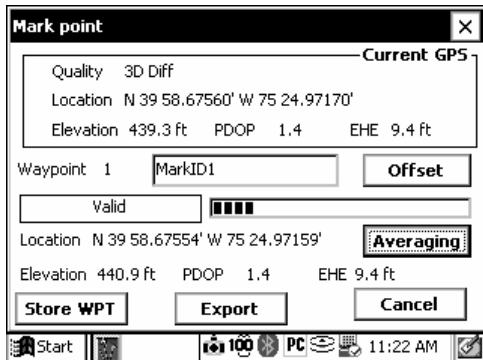 Mark point
Current GPS
Quality 3D Diff
Location N 39 58.67560' W 75 24.97170'
Elevation 439.3 ft PDOP 1.4 EHE 9.4 ft
Waypoint 1 MarkID1 Offset
Valid
Location N 39 58.67554' W 75 24.97159' Averaging
Elevation 440.9 ft PDOP 1.4 EHE 9.4 ft
Store WPT Export Cancel
Start 100 PC 11:22 AM